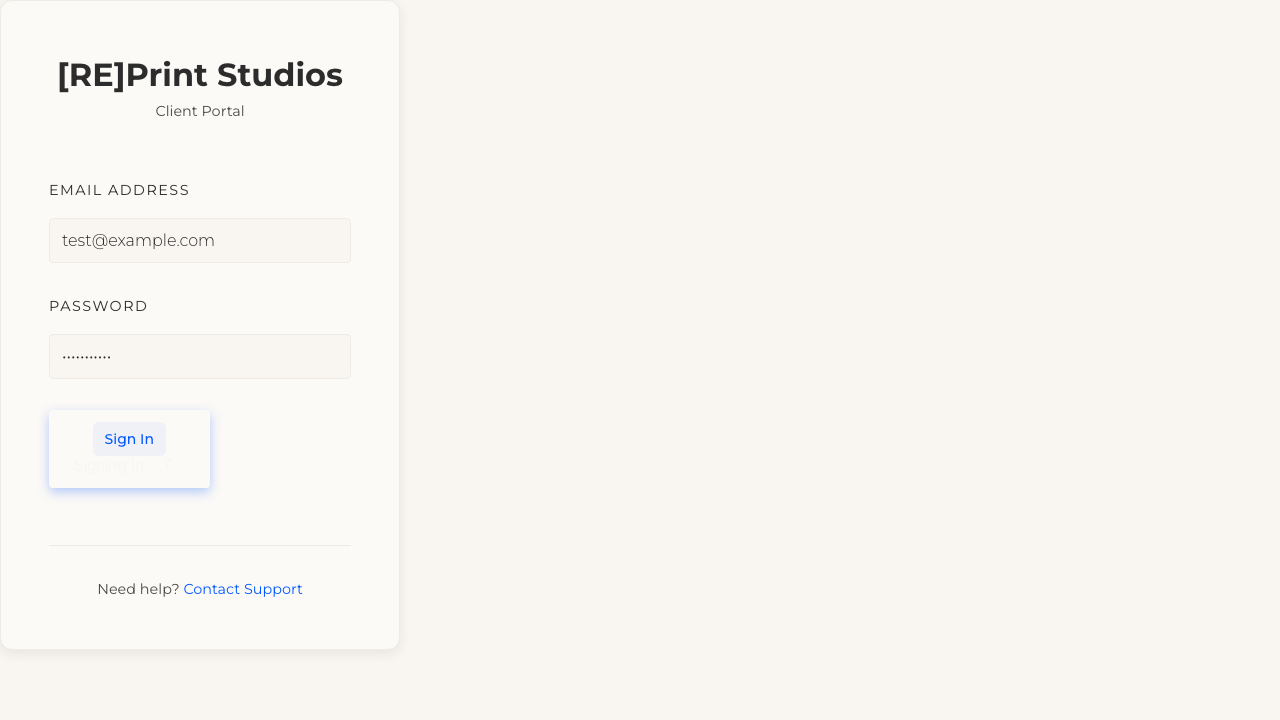 [RE]Print Studios
Client Portal
EMAIL ADDRESS
test@example.com
PASSWORD
•••••••••••
Sign In
Signing In...
Need help? Contact Support